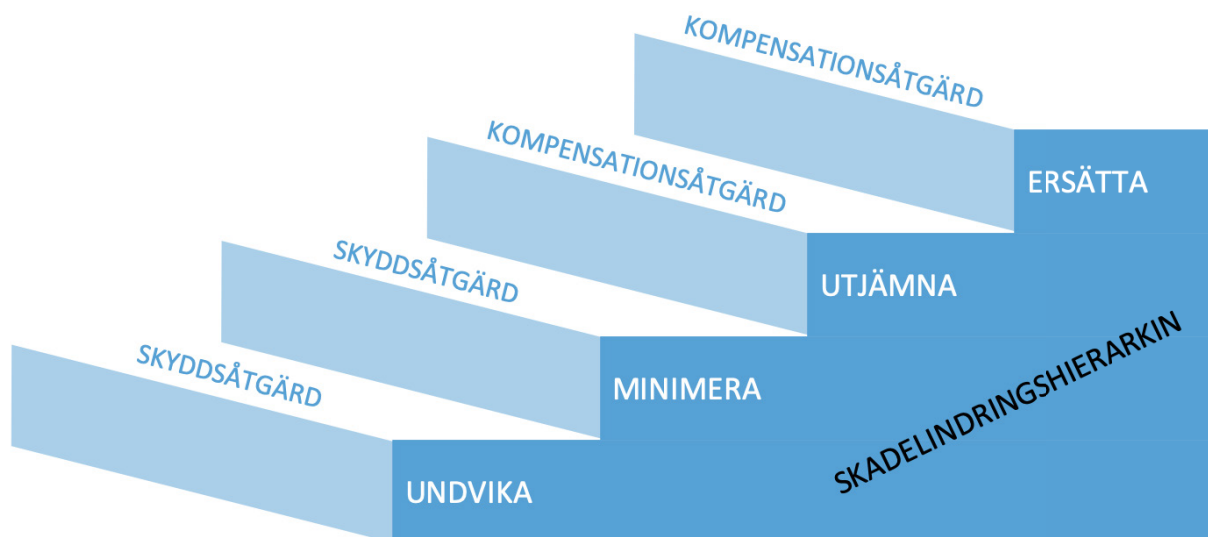 KOMPENSATIONSÅTGÄRD
ERSÄTTA
KOMPENSATIONSÅTGÄRD
UTJÄMNA
SKYDDSÅTGÄRD
MINIMERA
SKYDDSÅTGÄRD
UNDVIKA
SKADELINDRINGSHIERARKIN